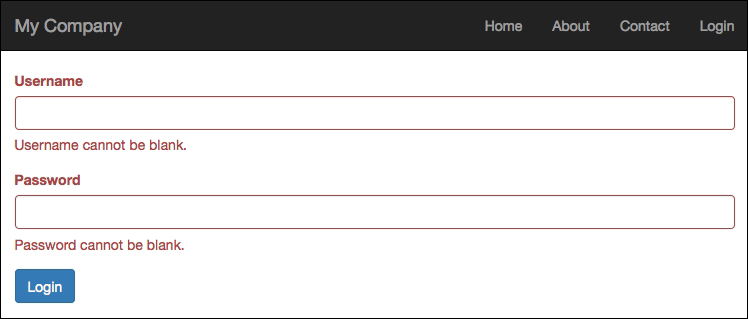 My Company Home About Contact Login
Username
Username cannot be blank.
Password
Password cannot be blank.
Login